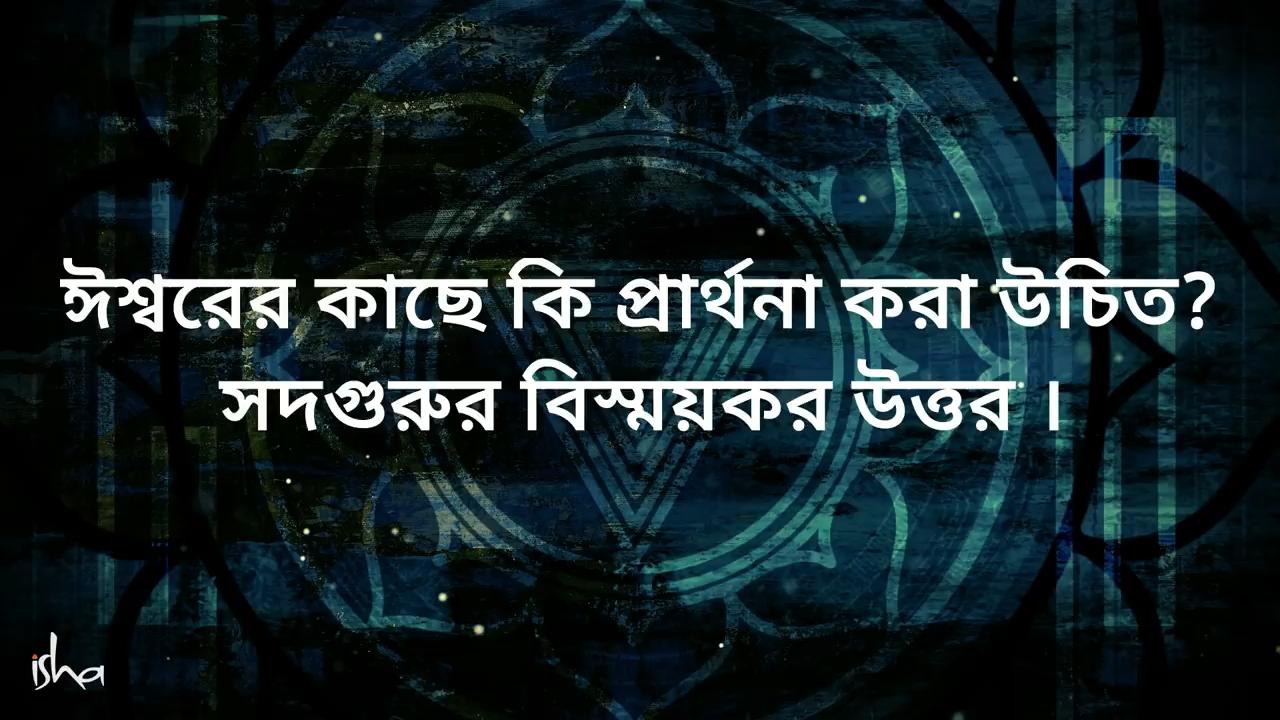 ঈশ্বরের কাছে কি প্রার্থনা করা উচিত?
সদগুরুর বিস্ময়কর উত্তর ।
isha